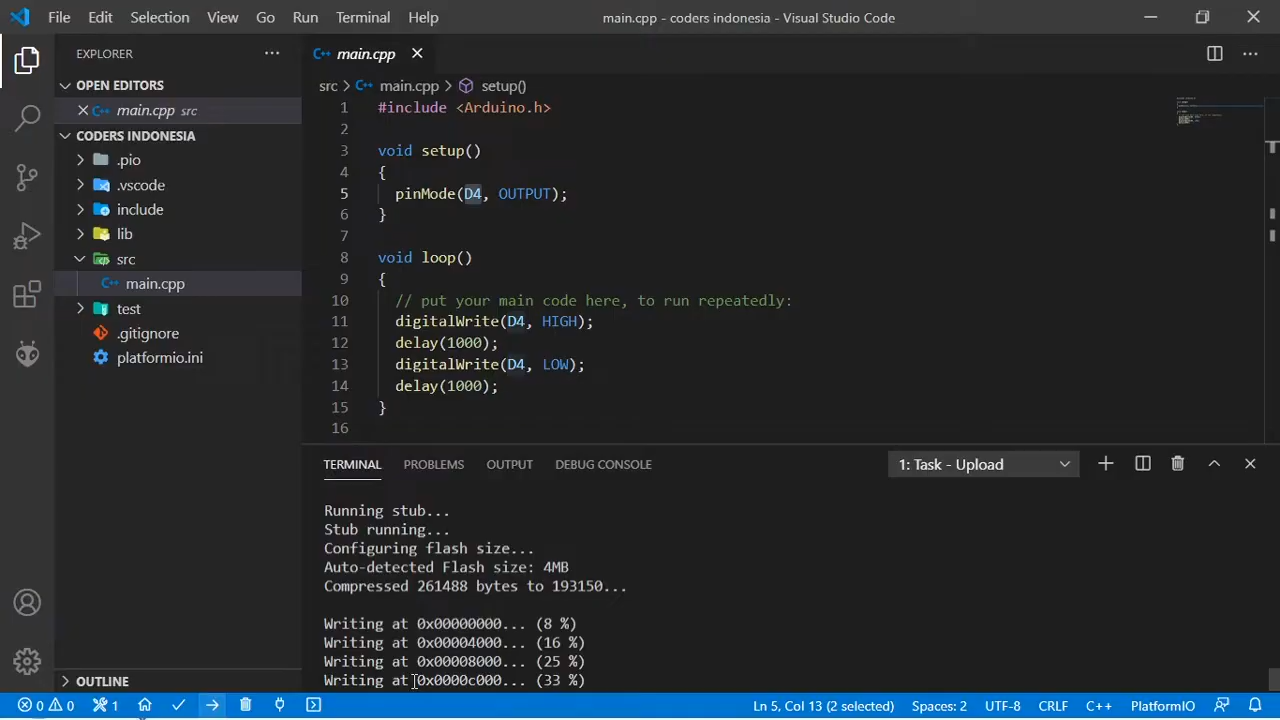 File Edit Selection View Go Run Terminal Help
main.cpp - coders indonesia - Visual Studio Code
EXPLORER
OPEN EDITORS
main.cpp src
CODERS INDONESIA
.pio
.vscode
include
lib
src
main.cpp
test
.gitignore
platformio.ini
OUTLINE
main.cpp
src main.cpp setup()
1 #include <Arduino.h>
2
3 void setup()
4 {
5 pinMode(D4, OUTPUT);
6 }
7
8 void loop()
9 {
10 // put your main code here, to run repeatedly:
11 digitalWrite(D4, HIGH);
12 delay(1000);
13 digitalWrite(D4, LOW);
14 delay(1000);
15 }
16
TERMINAL PROBLEMS OUTPUT DEBUG CONSOLE
1: Task - Upload
Running stub...
Stub running...
Configuring flash size...
Auto-detected Flash size: 4MB
Compressed 261488 bytes to 193150...
Writing at 0x00000000... (8 %)
Writing at 0x00004000... (16 %)
Writing at 0x00008000... (25 %)
Writing at 0x0000c000... (33 %)
0 0 1
Ln 5, Col 13 (2 selected) Spaces: 2 UTF-8 CRLF C++ PlatformIO